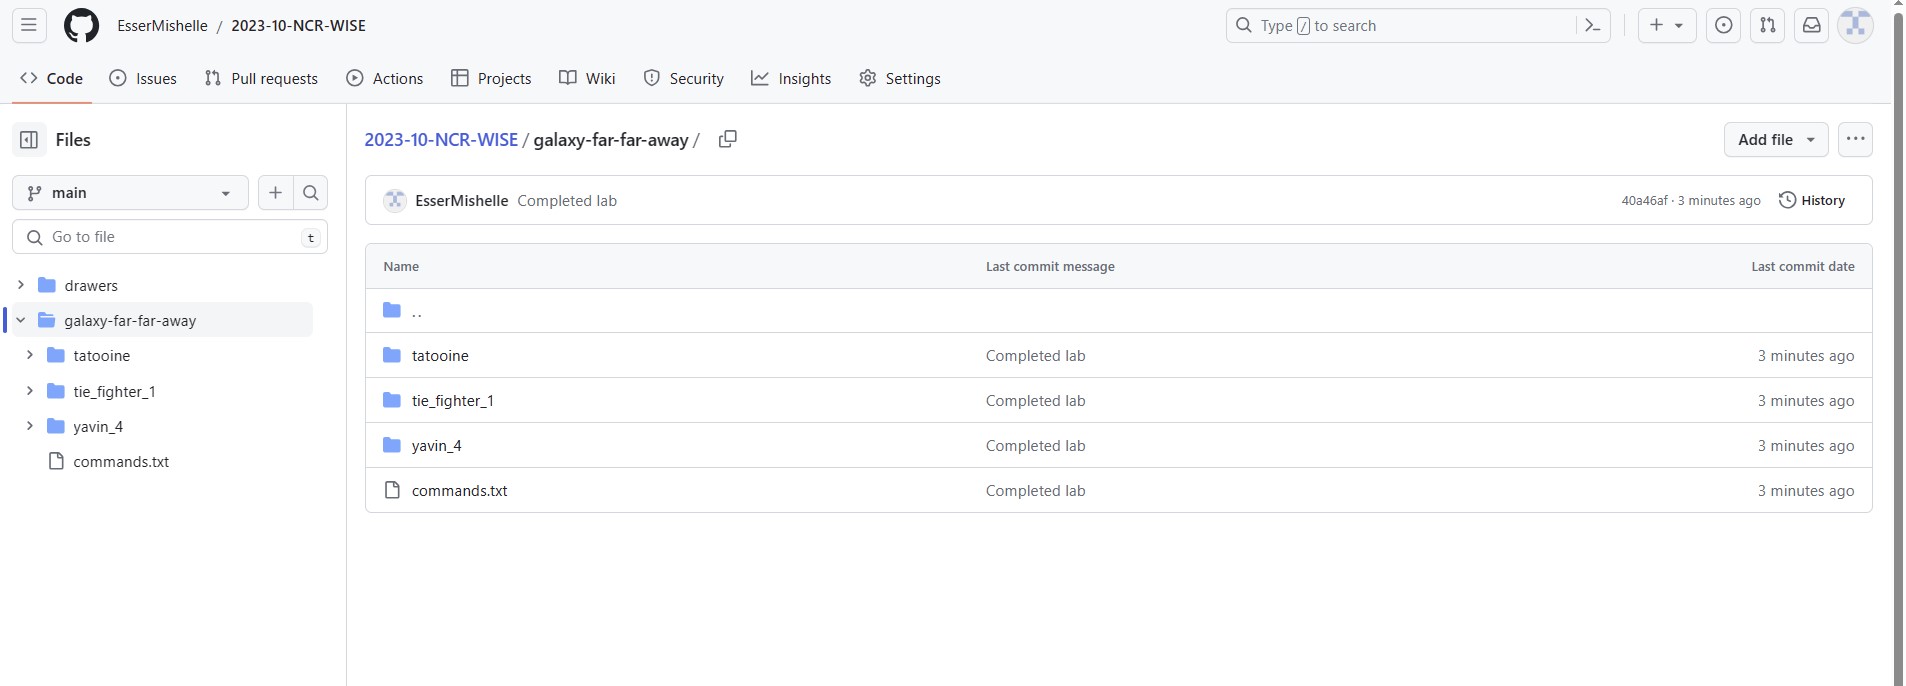 EsserMishelle / 2023-10-NCR-WISE
Type / to search
Code Issues Pull requests Actions Projects Wiki Security Insights Settings
Files
main
Go to file t
drawers
galaxy-far-far-away
tatooine
tie_fighter_1
yavin_4
commands.txt
2023-10-NCR-WISE / galaxy-far-far-away /
Add file
EsserMishelle Completed lab 40a46af · 3 minutes ago History
Name Last commit message Last commit date
..
tatooine Completed lab 3 minutes ago
tie_fighter_1 Completed lab 3 minutes ago
yavin_4 Completed lab 3 minutes ago
commands.txt Completed lab 3 minutes ago